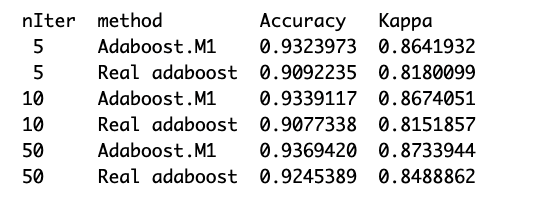 nIter method Accuracy Kappa
5 Adaboost.M1 0.9323973 0.8641932
5 Real adaboost 0.9092235 0.8180099
10 Adaboost.M1 0.9339117 0.8674051
10 Real adaboost 0.9077338 0.8151857
50 Adaboost.M1 0.9369420 0.8733944
50 Real adaboost 0.9245389 0.8488862